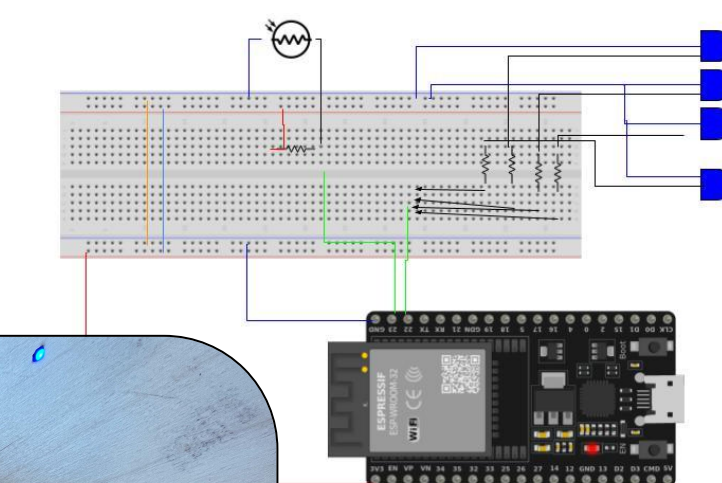 GND 23 22 TX RX 21 GND 19 18 5 17 16 4 0 2 15 D1 D0 CLK
Boot
ESPRESSIF
ESP-WROOM-32
WiFi
CE
EN
3V3 EN VP VN 34 35 32 33 25 26 27 14 12 GND 13 D2 D3 CMD 5V